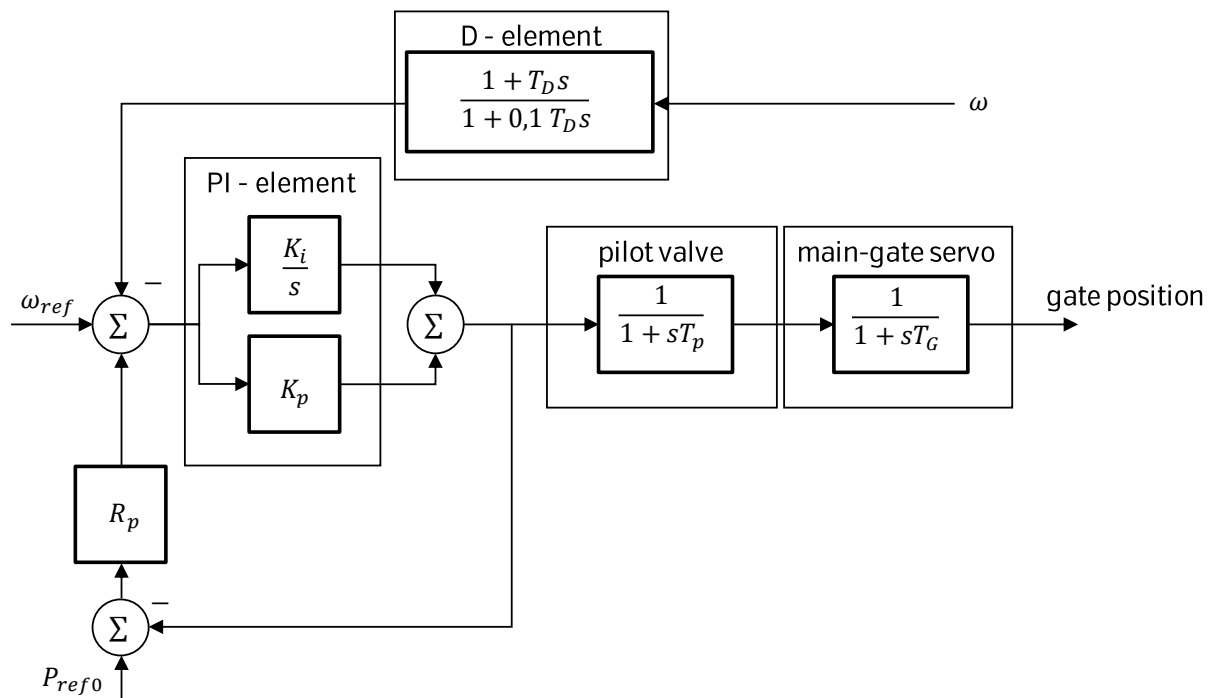 D - element
1 + T_D s
1 + 0,1 T_D s
ω
PI - element
K_i
s
K_p
pilot valve
1
1 + sT_p
main-gate servo
1
1 + sT_G
gate position
ω_ref
−
Σ
Σ
R_p
−
Σ
P_ref0